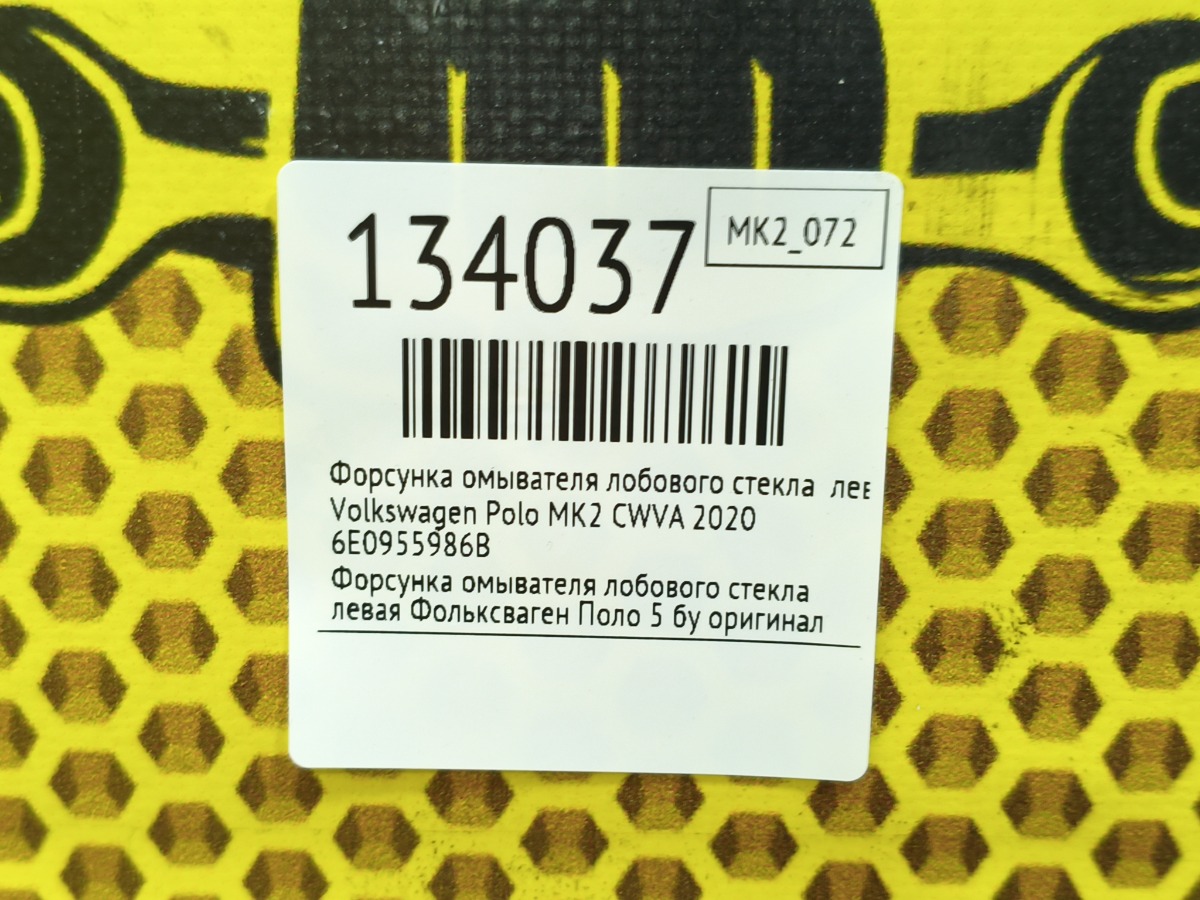 134037
MK2_072
Форсунка омывателя лобового стекла лев
Volkswagen Polo MK2 CWVA 2020
6E0955986B
Форсунка омывателя лобового стекла
левая Фольксваген Поло 5 бу оригинал